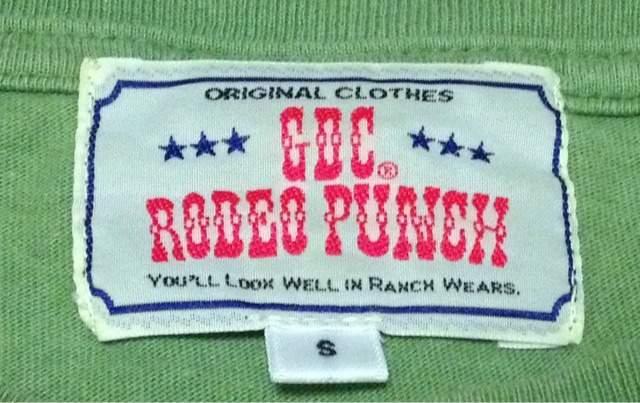 ORIGINAL CLOTHES
GDC®
RODEO PUNCH
YOU'LL LOOK WELL IN RANCH WEARS.
S